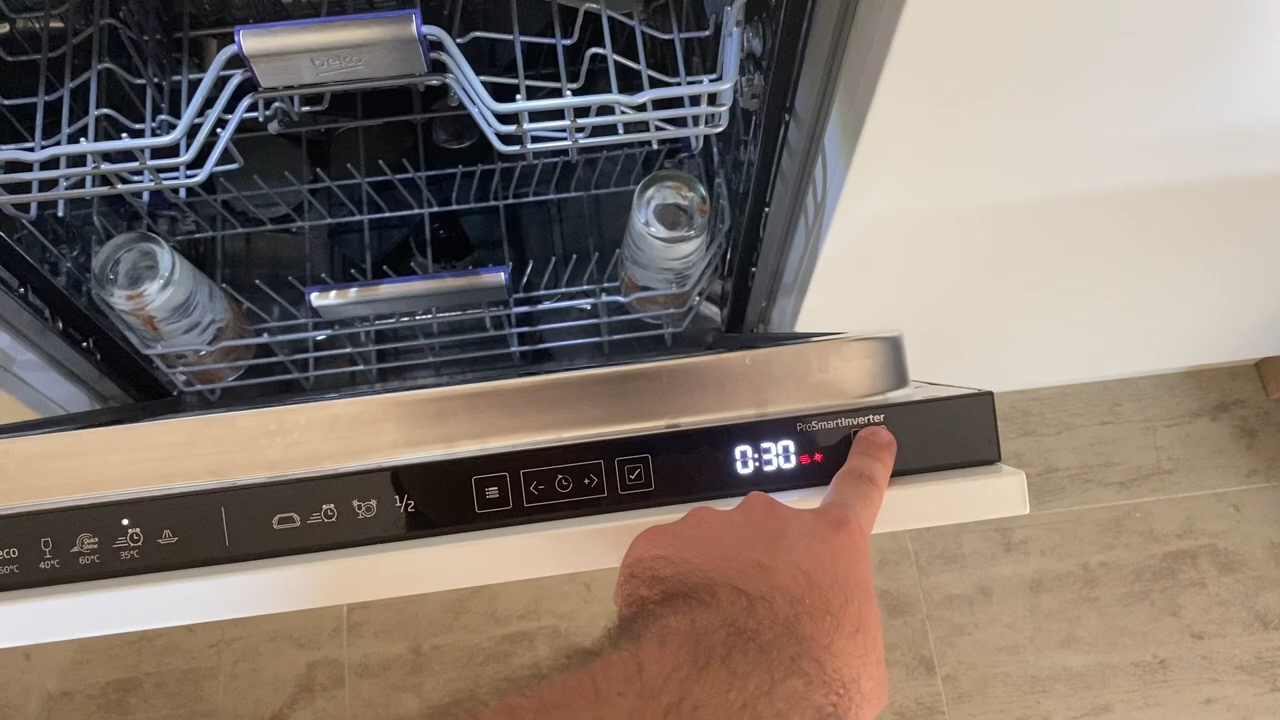 beko
ProSmartInverter
0:30
1/2
Quick
Shine
eco
50°C
40°C
60°C
35°C